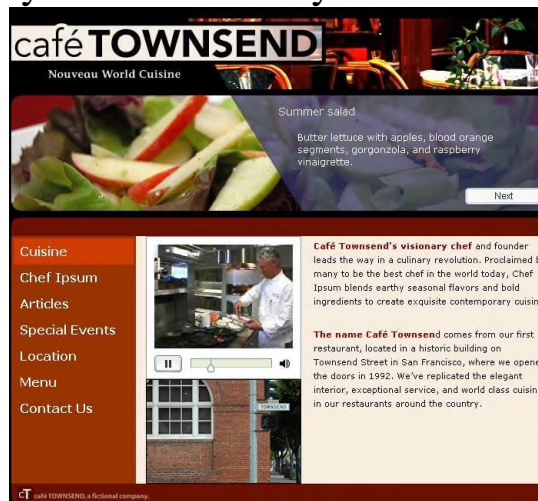 café TOWNSEND
Nouveau World Cuisine
Summer salad
Butter lettuce with apples, blood orange
segments, gorgonzola, and raspberry
vinaigrette.
Next
Cuisine
Chef Ipsum
Articles
Special Events
Location
Menu
Contact Us
TOWNSEND
Café Townsend's visionary chef and founder
leads the way in a culinary revolution. Proclaimed
many to be the best chef in the world today, Chef
Ipsum blends earthy seasonal flavors and bold
ingredients to create exquisite contemporary cuisin
The name Café Townsend comes from our first
restaurant, located in a historic building on
Townsend Street in San Francisco, where we opene
the doors in 1992. We've replicated the elegant
interior, exceptional service, and world class cuisin
in our restaurants around the country.
cT café TOWNSEND, a fictional company.